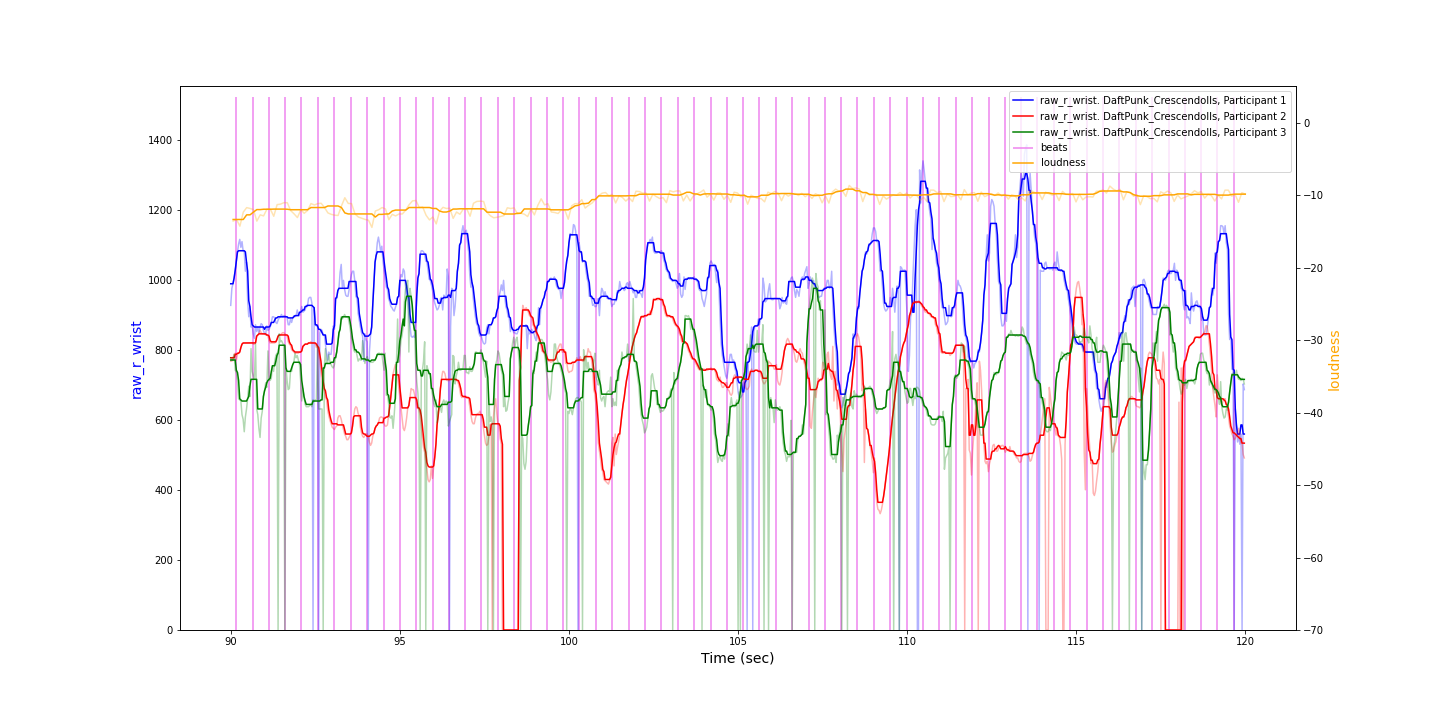 raw_r_wrist. DaftPunk_Crescendolls, Participant 1
raw_r_wrist. DaftPunk_Crescendolls, Participant 2
raw_r_wrist. DaftPunk_Crescendolls, Participant 3
beats
loudness
1400
1200
1000
800
600
400
200
0
raw_r_wrist
0
−10
−20
−30
−40
−50
−60
−70
loudness
90
95
100
105
110
115
120
Time (sec)